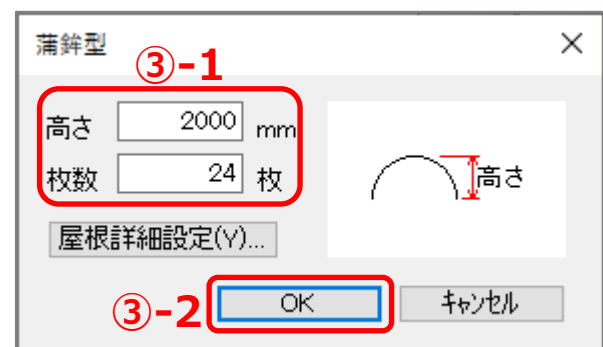 蒲鉾型
③-1
高さ 2000 mm
枚数 24 枚
高さ
屋根詳細設定(Y)...
③-2 OK キャンセル